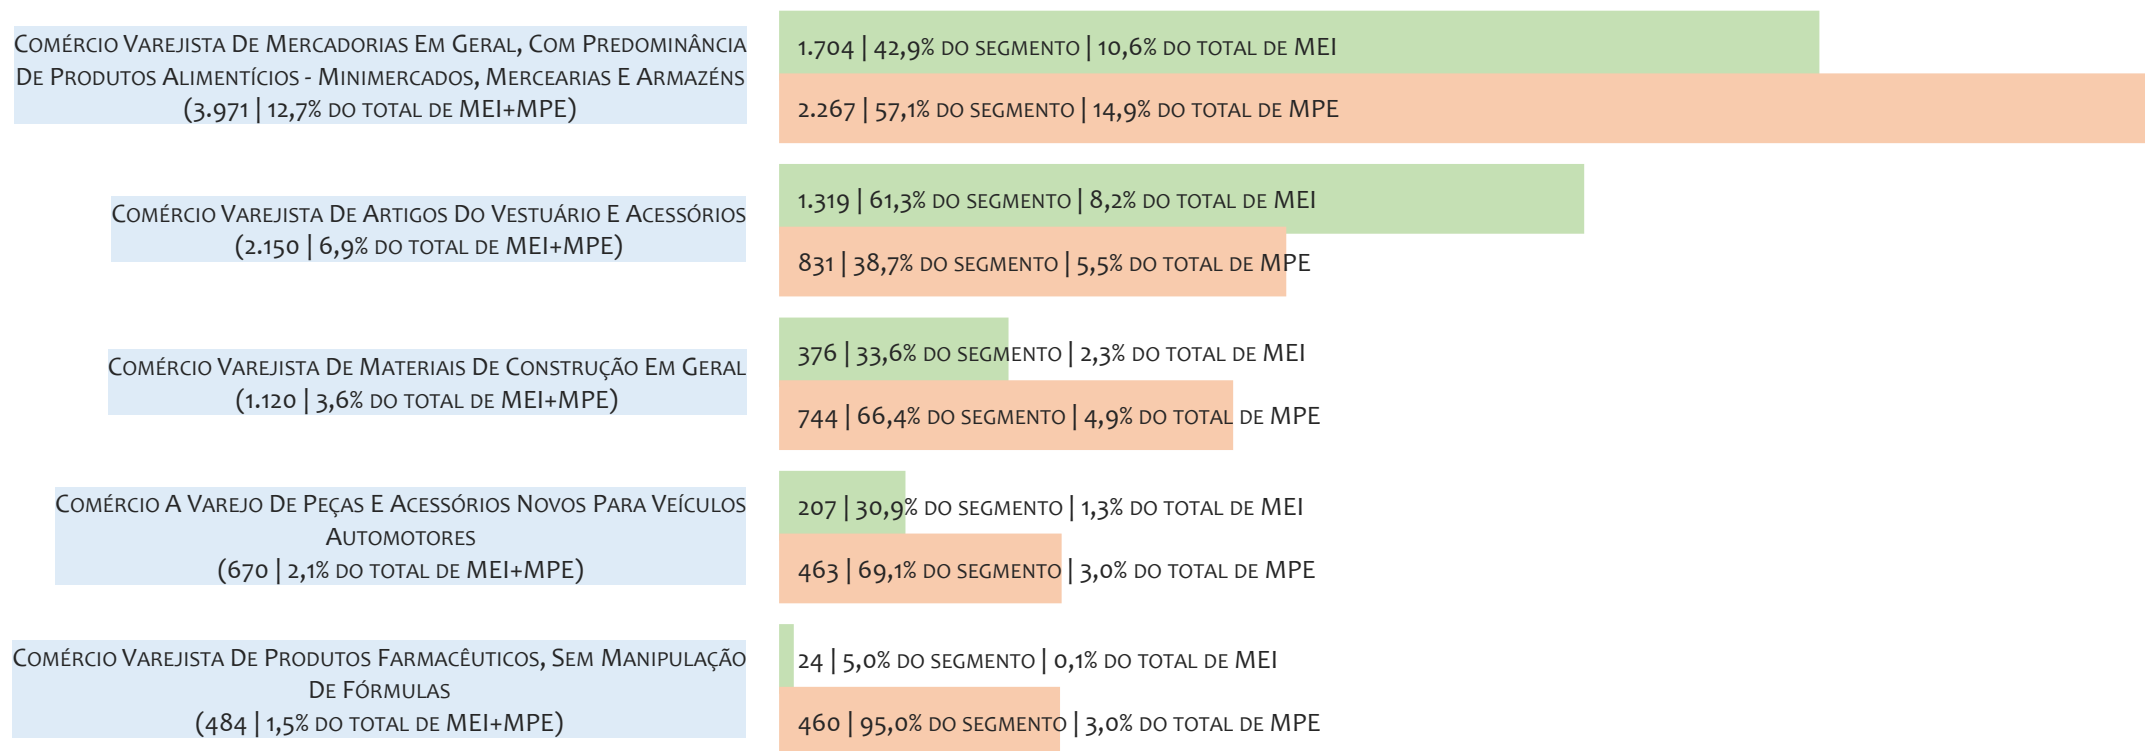 Comércio Varejista De Mercadorias Em Geral, Com Predominância
De Produtos Alimentícios - Minimercados, Mercearias E Armazéns
(3.971 | 12,7% do total de MEI+MPE)
1.704 | 42,9% do segmento | 10,6% do total de MEI
2.267 | 57,1% do segmento | 14,9% do total de MPE
Comércio Varejista De Artigos Do Vestuário E Acessórios
(2.150 | 6,9% do total de MEI+MPE)
1.319 | 61,3% do segmento | 8,2% do total de MEI
831 | 38,7% do segmento | 5,5% do total de MPE
Comércio Varejista De Materiais De Construção Em Geral
(1.120 | 3,6% do total de MEI+MPE)
376 | 33,6% do segmento | 2,3% do total de MEI
744 | 66,4% do segmento | 4,9% do total de MPE
Comércio A Varejo De Peças E Acessórios Novos Para Veículos
Automotores
(670 | 2,1% do total de MEI+MPE)
207 | 30,9% do segmento | 1,3% do total de MEI
463 | 69,1% do segmento | 3,0% do total de MPE
Comércio Varejista De Produtos Farmacêuticos, Sem Manipulação
De Fórmulas
(484 | 1,5% do total de MEI+MPE)
24 | 5,0% do segmento | 0,1% do total de MEI
460 | 95,0% do segmento | 3,0% do total de MPE